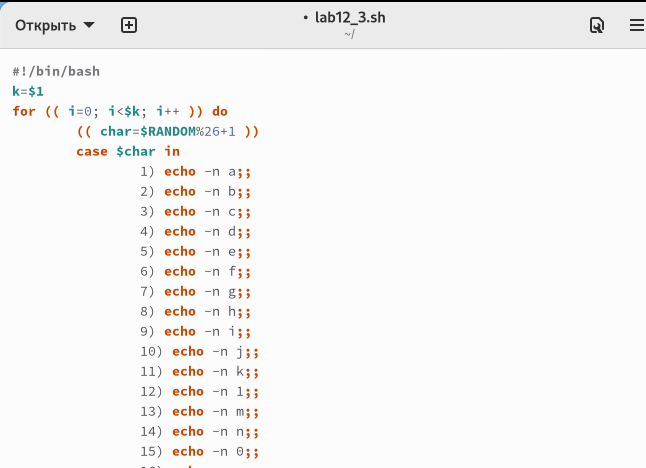 Открыть
• lab12_3.sh
~/
#!/bin/bash
k=$1
for (( i=0; i<$k; i++ )) do
(( char=$RANDOM%26+1 ))
case $char in
1) echo -n a;;
2) echo -n b;;
3) echo -n c;;
4) echo -n d;;
5) echo -n e;;
6) echo -n f;;
7) echo -n g;;
8) echo -n h;;
9) echo -n i;;
10) echo -n j;;
11) echo -n k;;
12) echo -n 1;;
13) echo -n m;;
14) echo -n n;;
15) echo -n 0;;